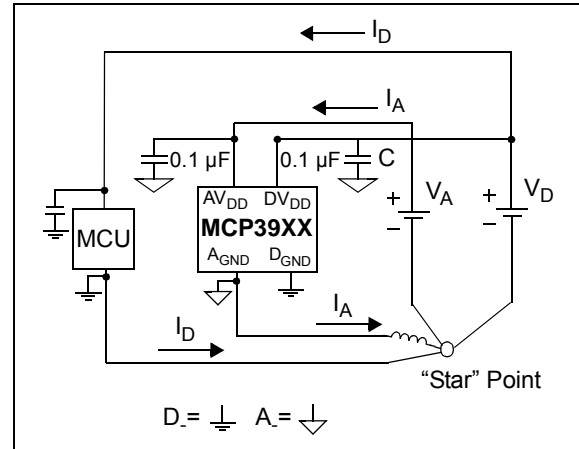 I_D
I_A
0.1 µF 0.1 µF C
AV_DD DV_DD
MCP39XX
A_GND D_GND
MCU
+ V_A + V_D
− −
I_D I_A
"Star" Point
D_= A_=